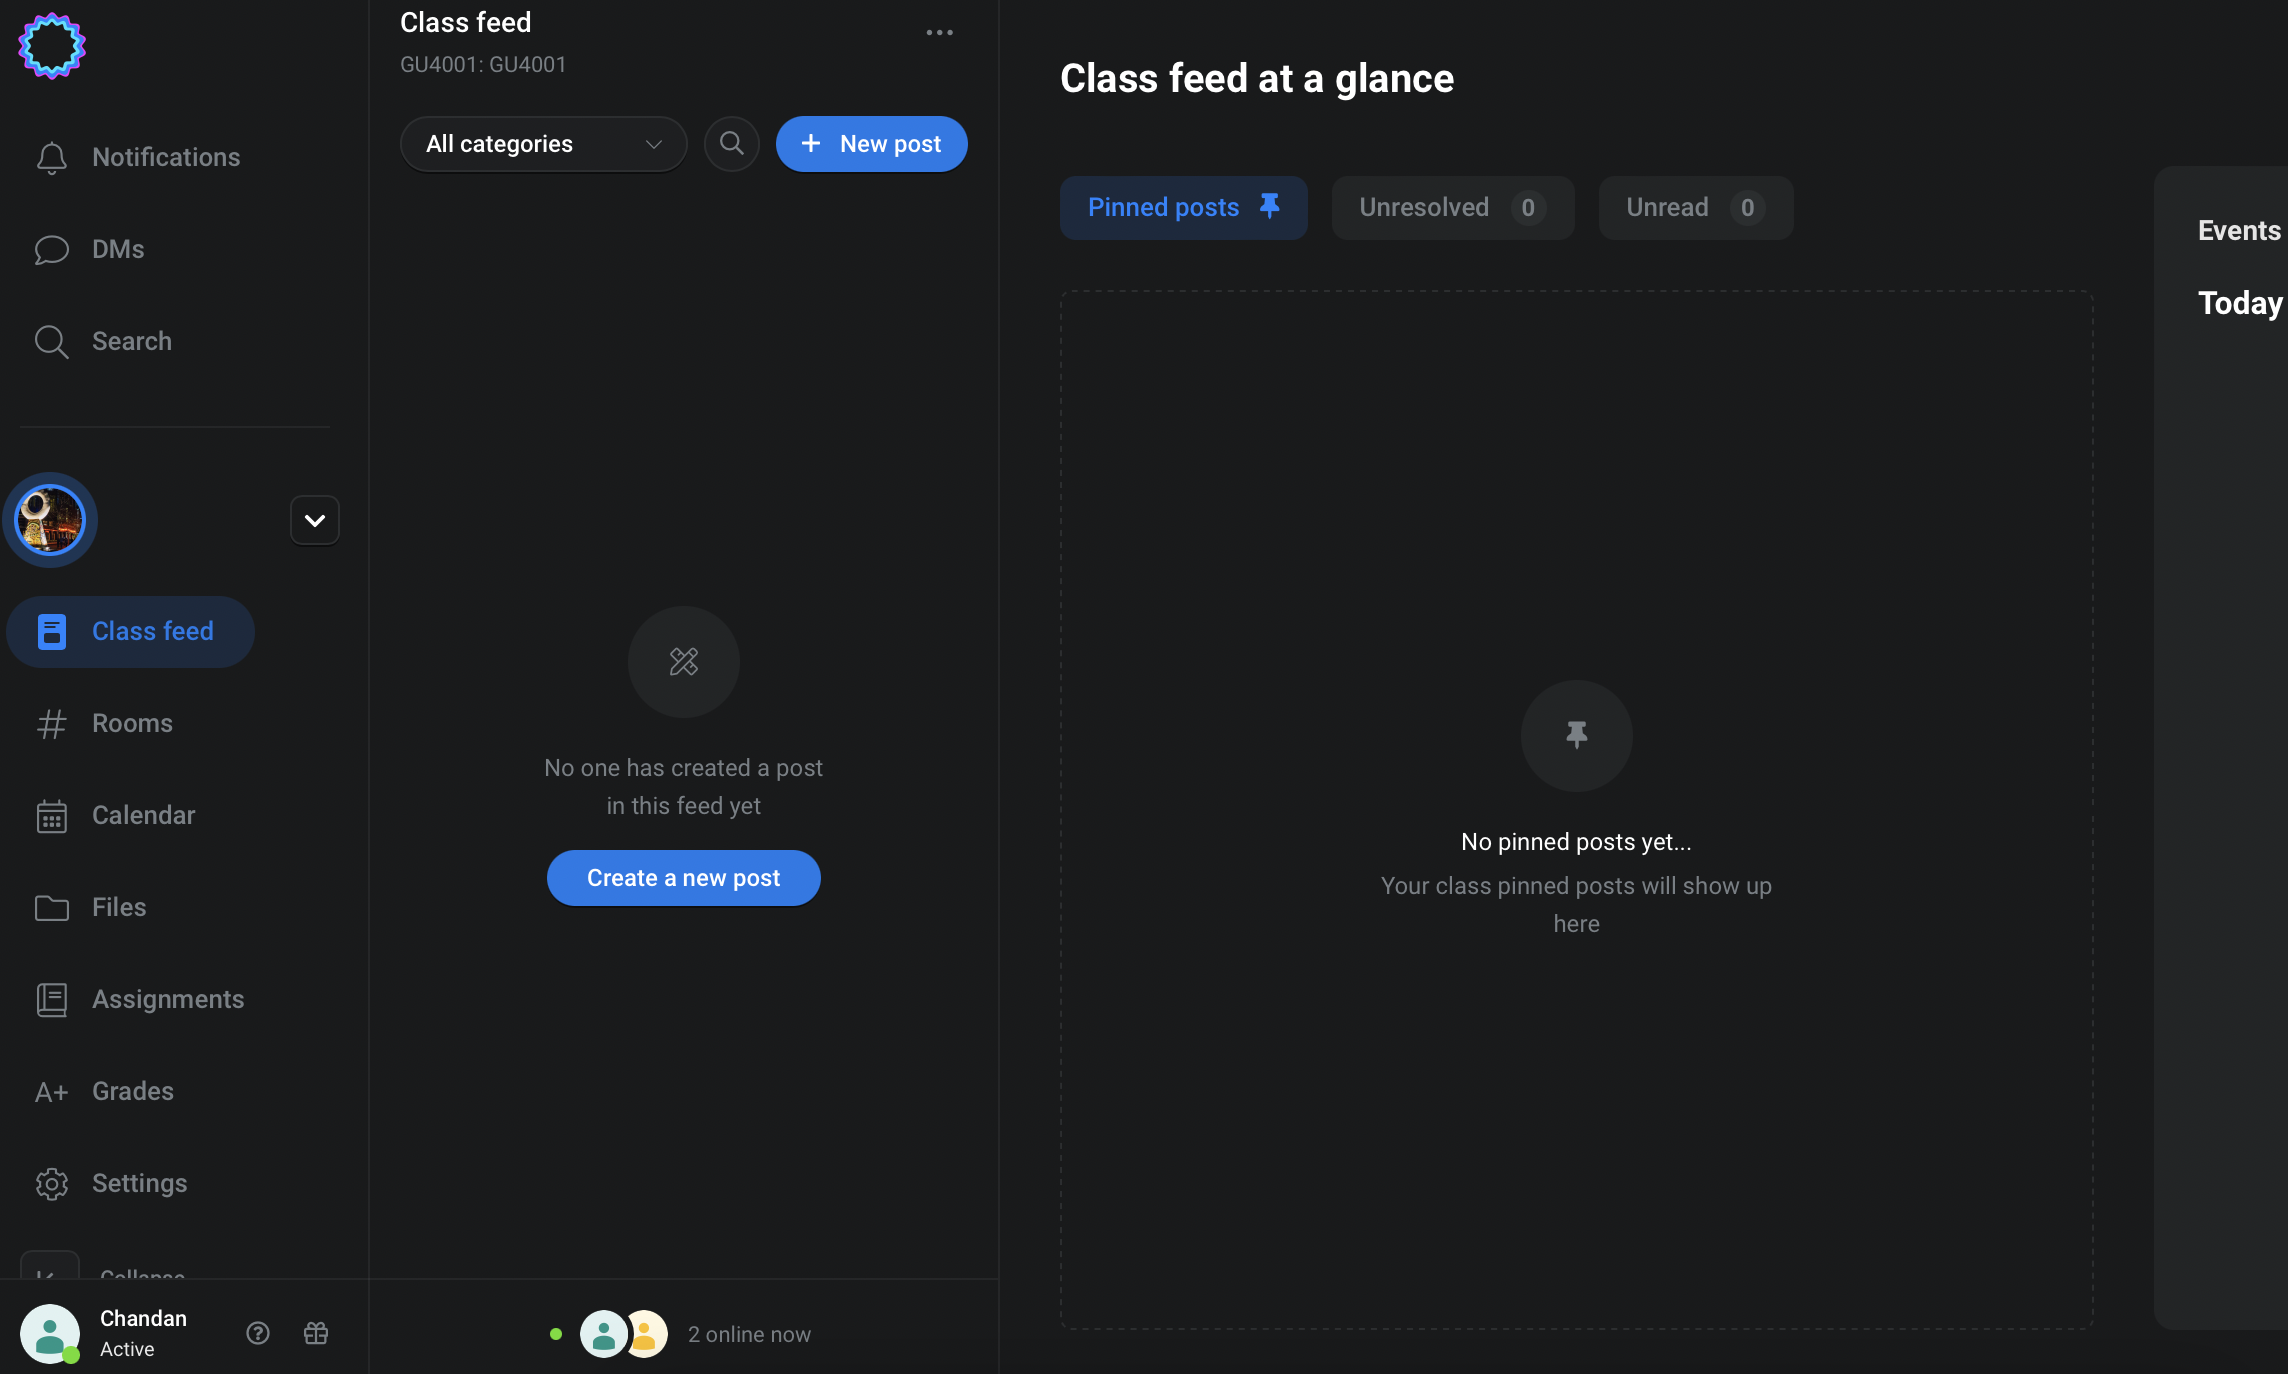 Notifications
DMs
Search
Class feed
Rooms
Calendar
Files
Assignments
A+ Grades
Settings
Collapse
Chandan
Active
Class feed
GU4001: GU4001
All categories
New post
No one has created a post
in this feed yet
Create a new post
2 online now
Class feed at a glance
Pinned posts
Unresolved 0
Unread 0
No pinned posts yet...
Your class pinned posts will show up
here
Events
Today